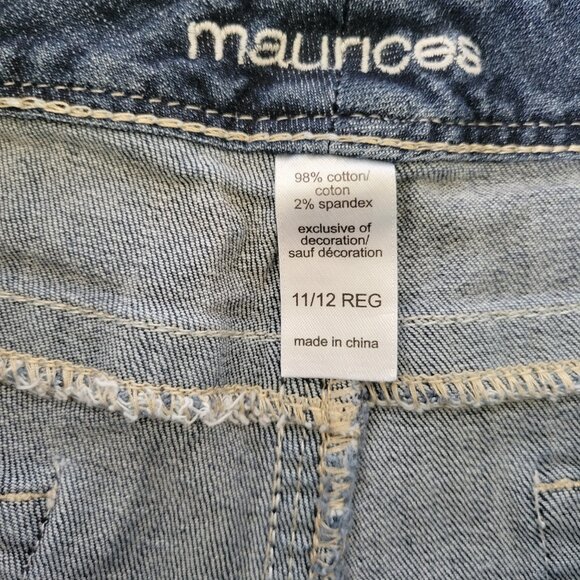 maurices
98% cotton/
coton
2% spandex
exclusive of
decoration/
sauf décoration
11/12 REG
made in china